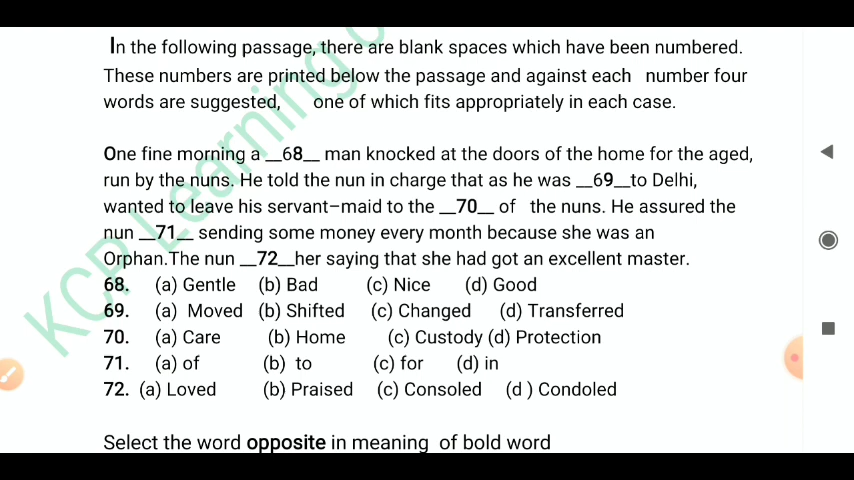 In the following passage, there are blank spaces which have been numbered.
These numbers are printed below the passage and against each number four
words are suggested, one of which fits appropriately in each case.
One fine morning a __68__ man knocked at the doors of the home for the aged,
run by the nuns. He told the nun in charge that as he was __69__to Delhi,
wanted to leave his servant-maid to the __70__ of the nuns. He assured the
nun __71__ sending some money every month because she was an
Orphan.The nun __72__her saying that she had got an excellent master.
68. (a) Gentle (b) Bad (c) Nice (d) Good
69. (a) Moved (b) Shifted (c) Changed (d) Transferred
70. (a) Care (b) Home (c) Custody (d) Protection
71. (a) of (b) to (c) for (d) in
72. (a) Loved (b) Praised (c) Consoled (d ) Condoled
Select the word opposite in meaning of bold word
KCP Learning